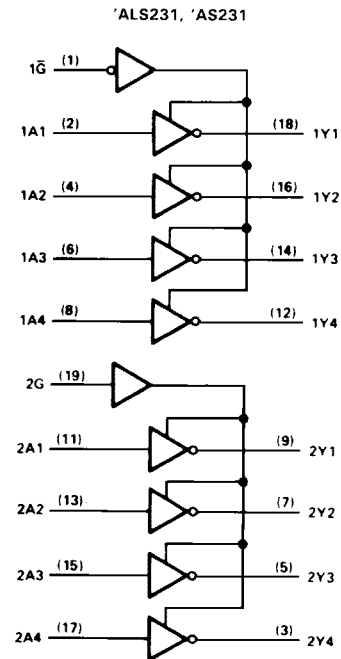 'ALS231, 'AS231
1G̅ (1)
1A1 (2) (18) 1Y1
1A2 (4) (16) 1Y2
1A3 (6) (14) 1Y3
1A4 (8) (12) 1Y4
2G (19)
2A1 (11) (9) 2Y1
2A2 (13) (7) 2Y2
2A3 (15) (5) 2Y3
2A4 (17) (3) 2Y4